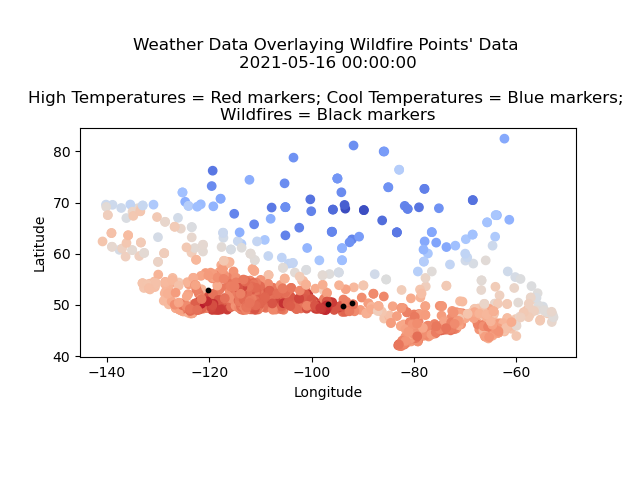 Weather Data Overlaying Wildfire Points' Data
2021-05-16 00:00:00
High Temperatures = Red markers; Cool Temperatures = Blue markers;
Wildfires = Black markers
80
70
60
50
40
Latitude
−140 −120 −100 −80 −60
Longitude